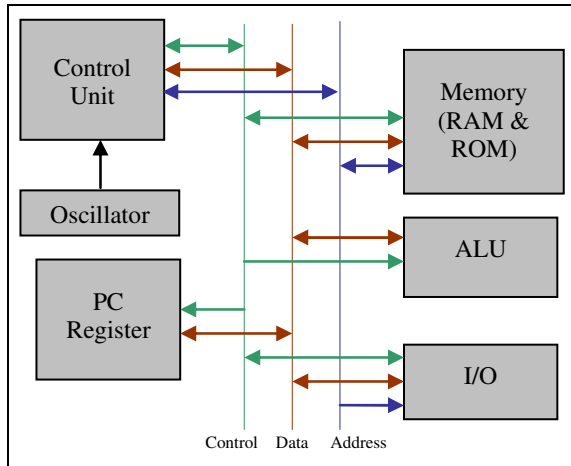 Control
Unit
Memory
(RAM &
ROM)
Oscillator
ALU
PC
Register
I/O
Control Data Address